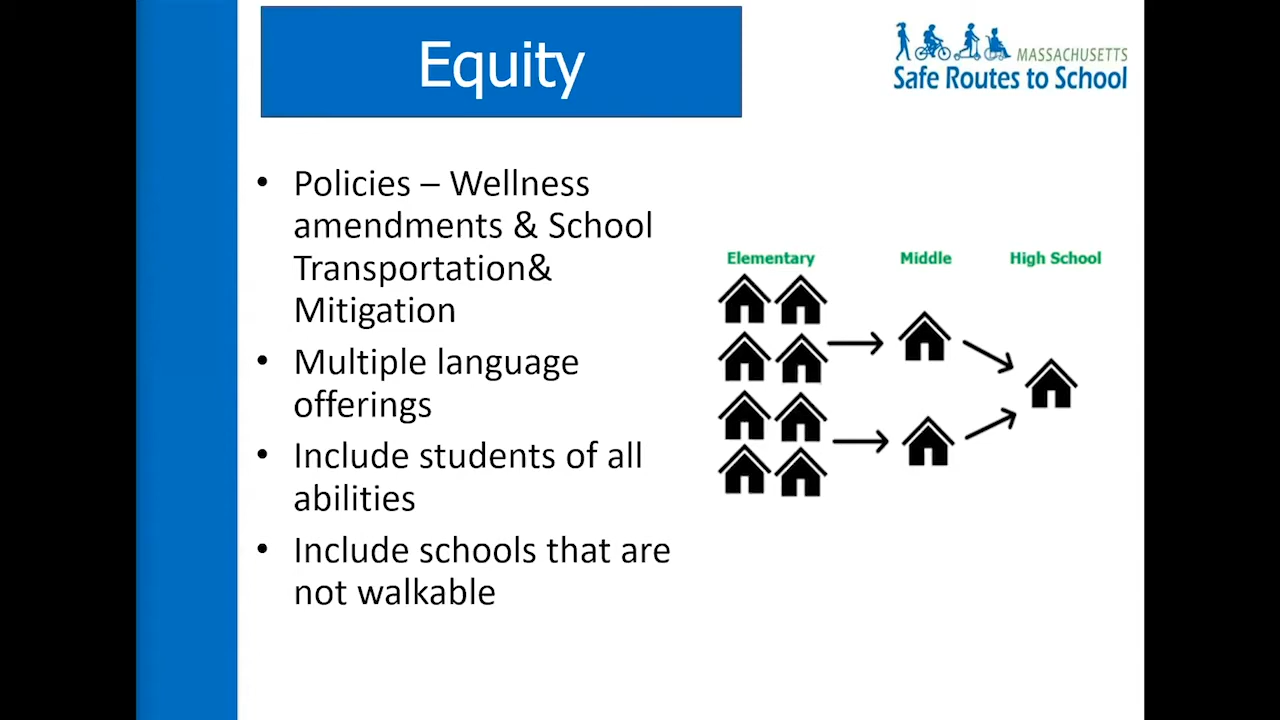 Equity
MASSACHUSETTS
Safe Routes to School
• Policies – Wellness
amendments & School
Transportation&
Mitigation
• Multiple language
offerings
• Include students of all
abilities
• Include schools that are
not walkable
Elementary
Middle
High School